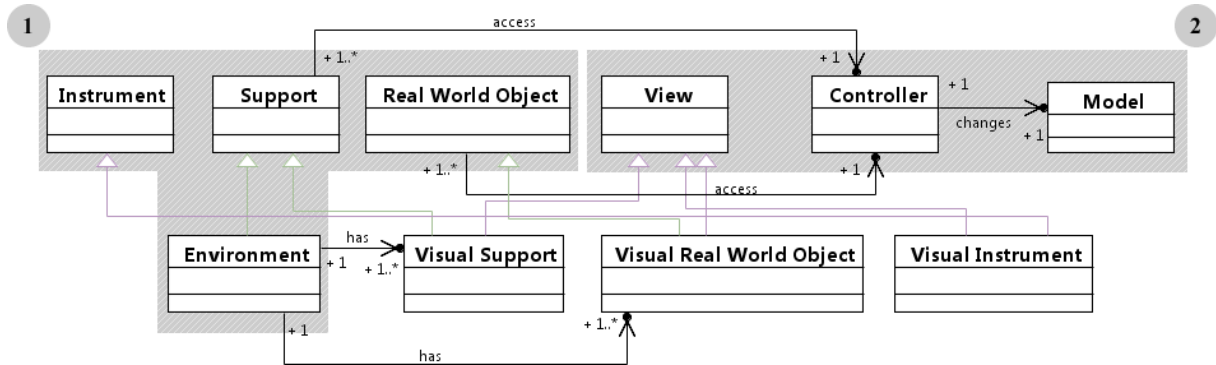 1
access
2
+ 1..*
+ 1
Instrument
Support
Real World Object
View
Controller
+ 1
Model
changes
+ 1
+ 1..*
+ 1
access
Environment
has
+ 1
+ 1..*
Visual Support
Visual Real World Object
Visual Instrument
+ 1
+ 1..*
has